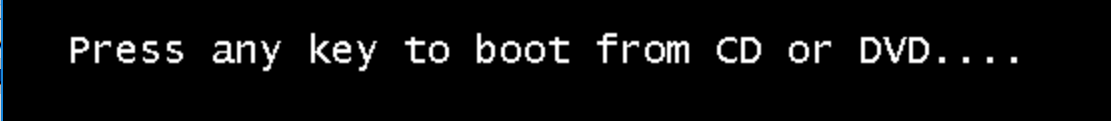 Press any key to boot from CD or DVD....